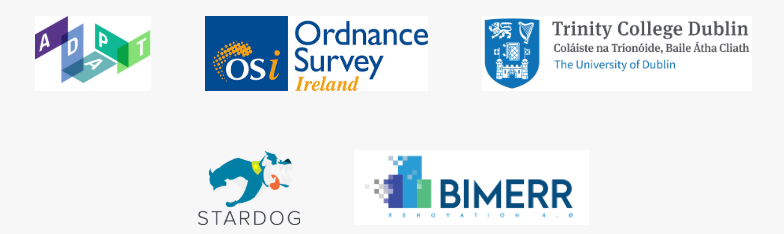 ADAPT
osi
Ordnance
Survey
Ireland
Trinity College Dublin
Coláiste na Tríonóide, Baile Átha Cliath
The University of Dublin
STARDOG
BIMERR
RENOVATION 4.0